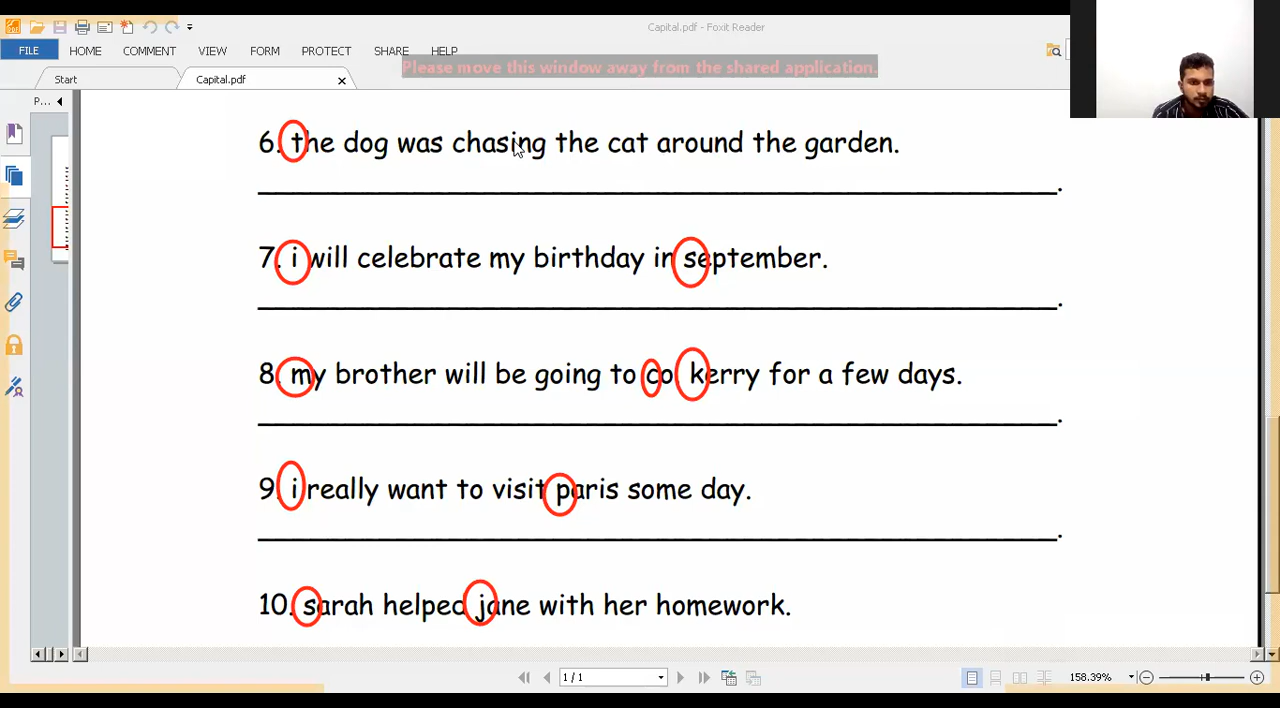 Capital.pdf - Foxit Reader
FILE HOME COMMENT VIEW FORM PROTECT SHARE HELP
Please move this window away from the shared application.
Start Capital.pdf
P...
6. the dog was chasing the cat around the garden.
7. i will celebrate my birthday in september.
8. my brother will be going to co. kerry for a few days.
9. i really want to visit paris some day.
10. sarah helped jane with her homework.
1 / 1 158.39%